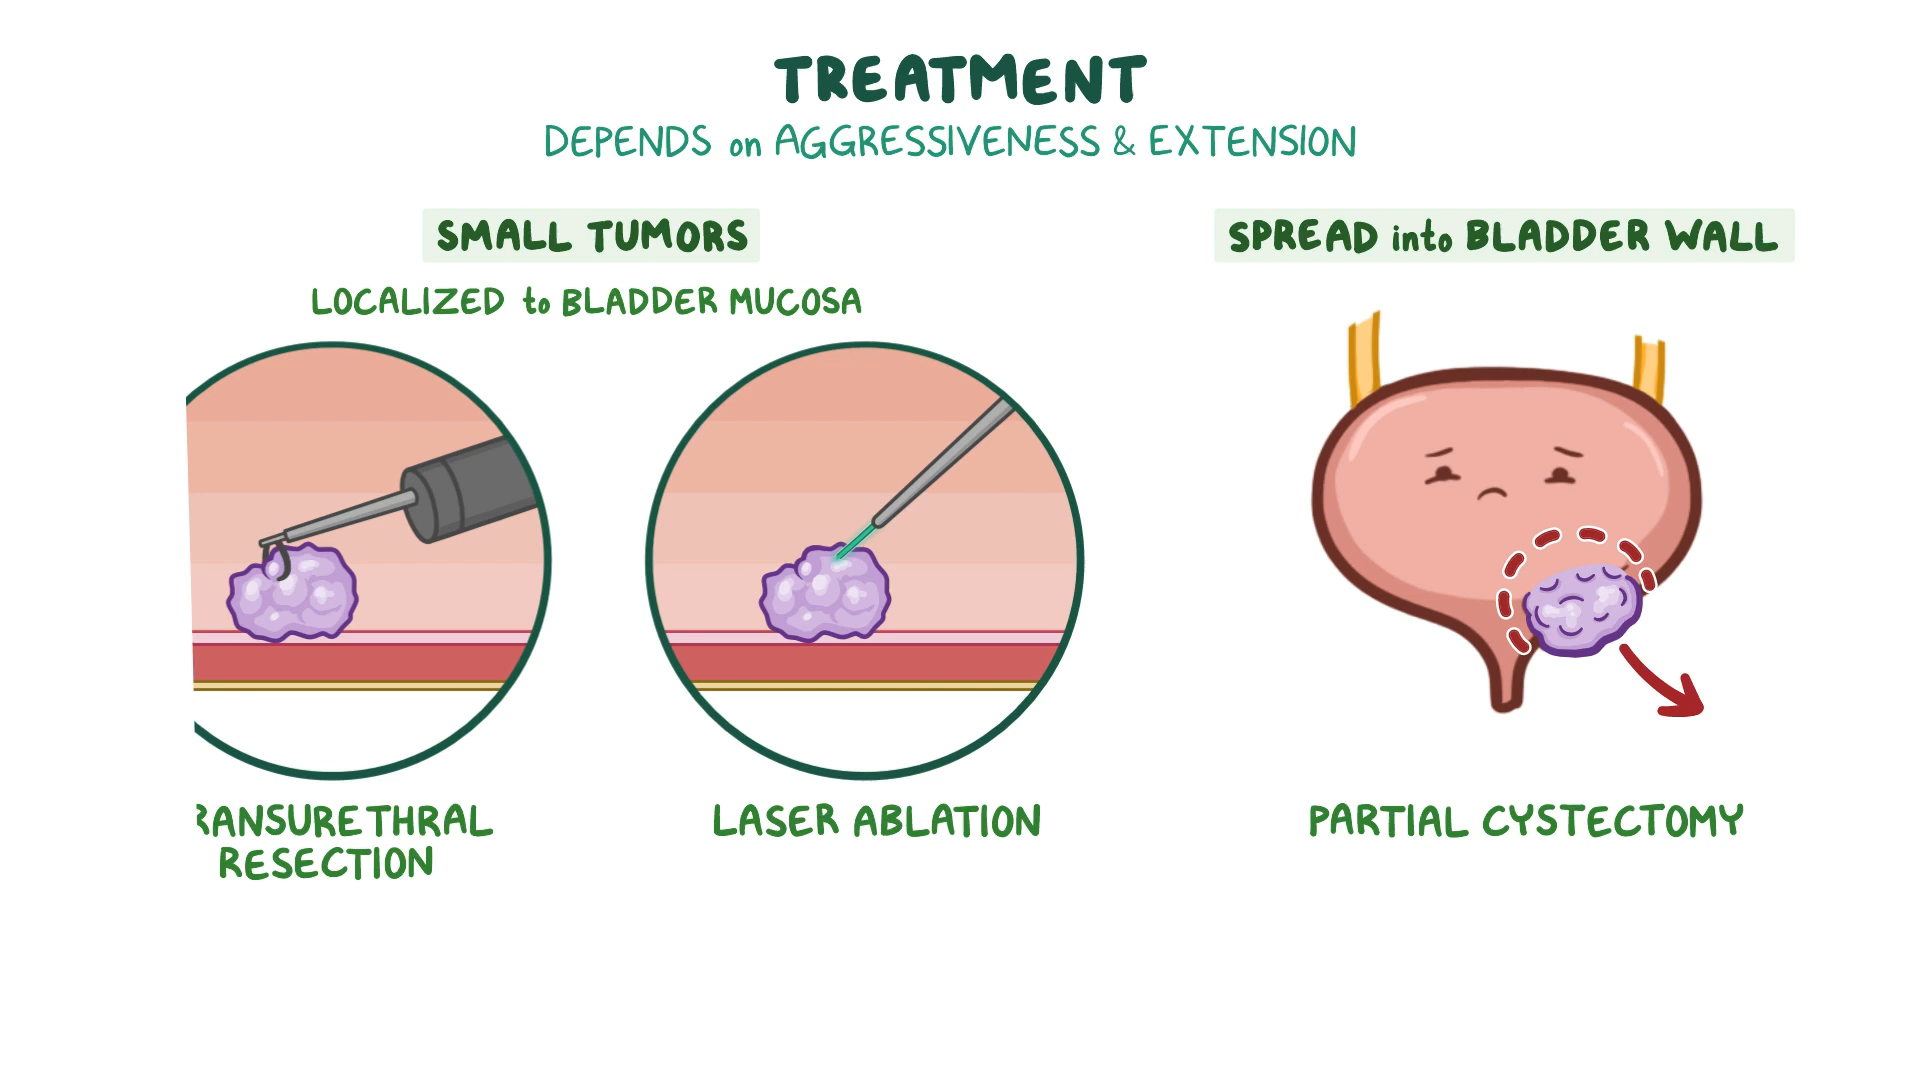 TREATMENT
DEPENDS on AGGRESSIVENESS & EXTENSION
SMALL TUMORS
LOCALIZED to BLADDER MUCOSA
RANSURETHRAL
RESECTION
LASER ABLATION
SPREAD into BLADDER WALL
PARTIAL CYSTECTOMY